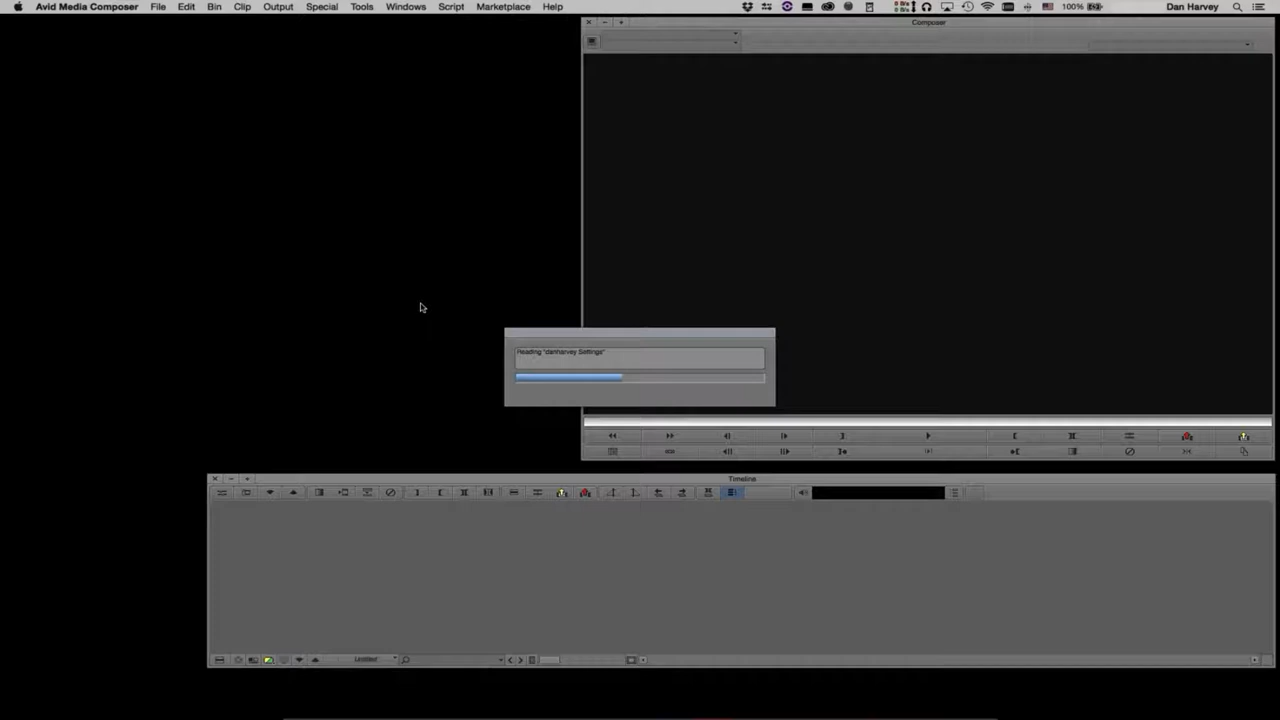 Avid Media Composer File Edit Bin Clip Output Special Tools Windows Script Marketplace Help 100% Dan Harvey
Composer
Reading "danharvey Settings"
Timeline
Untitled